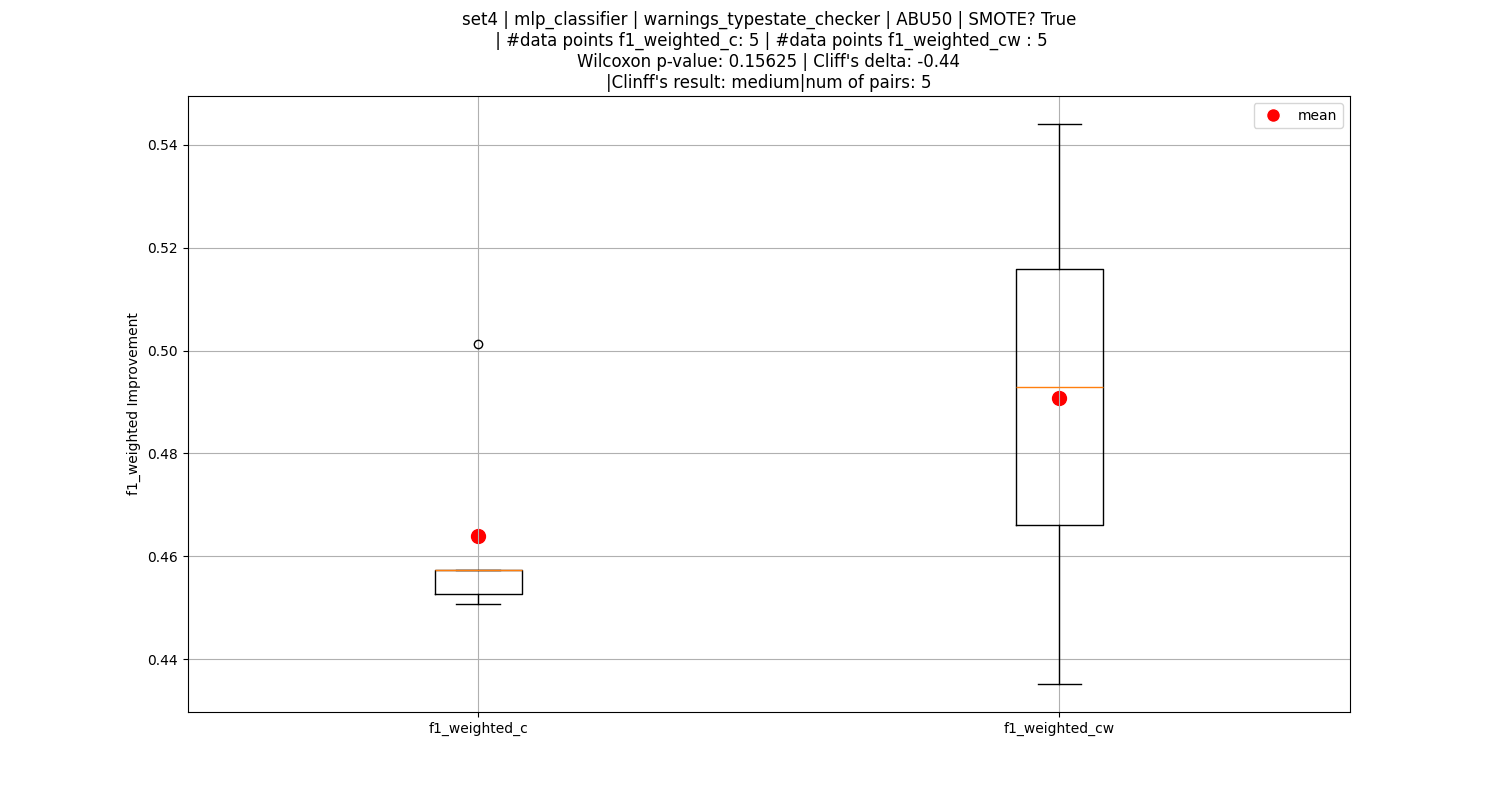 set4 | mlp_classifier | warnings_typestate_checker | ABU50 | SMOTE? True
| #data points f1_weighted_c: 5 | #data points f1_weighted_cw : 5
Wilcoxon p-value: 0.15625 | Cliff's delta: -0.44
|Clinff's result: medium|num of pairs: 5
mean
0.54
0.52
0.50
0.48
0.46
0.44
f1_weighted Improvement
f1_weighted_c
f1_weighted_cw